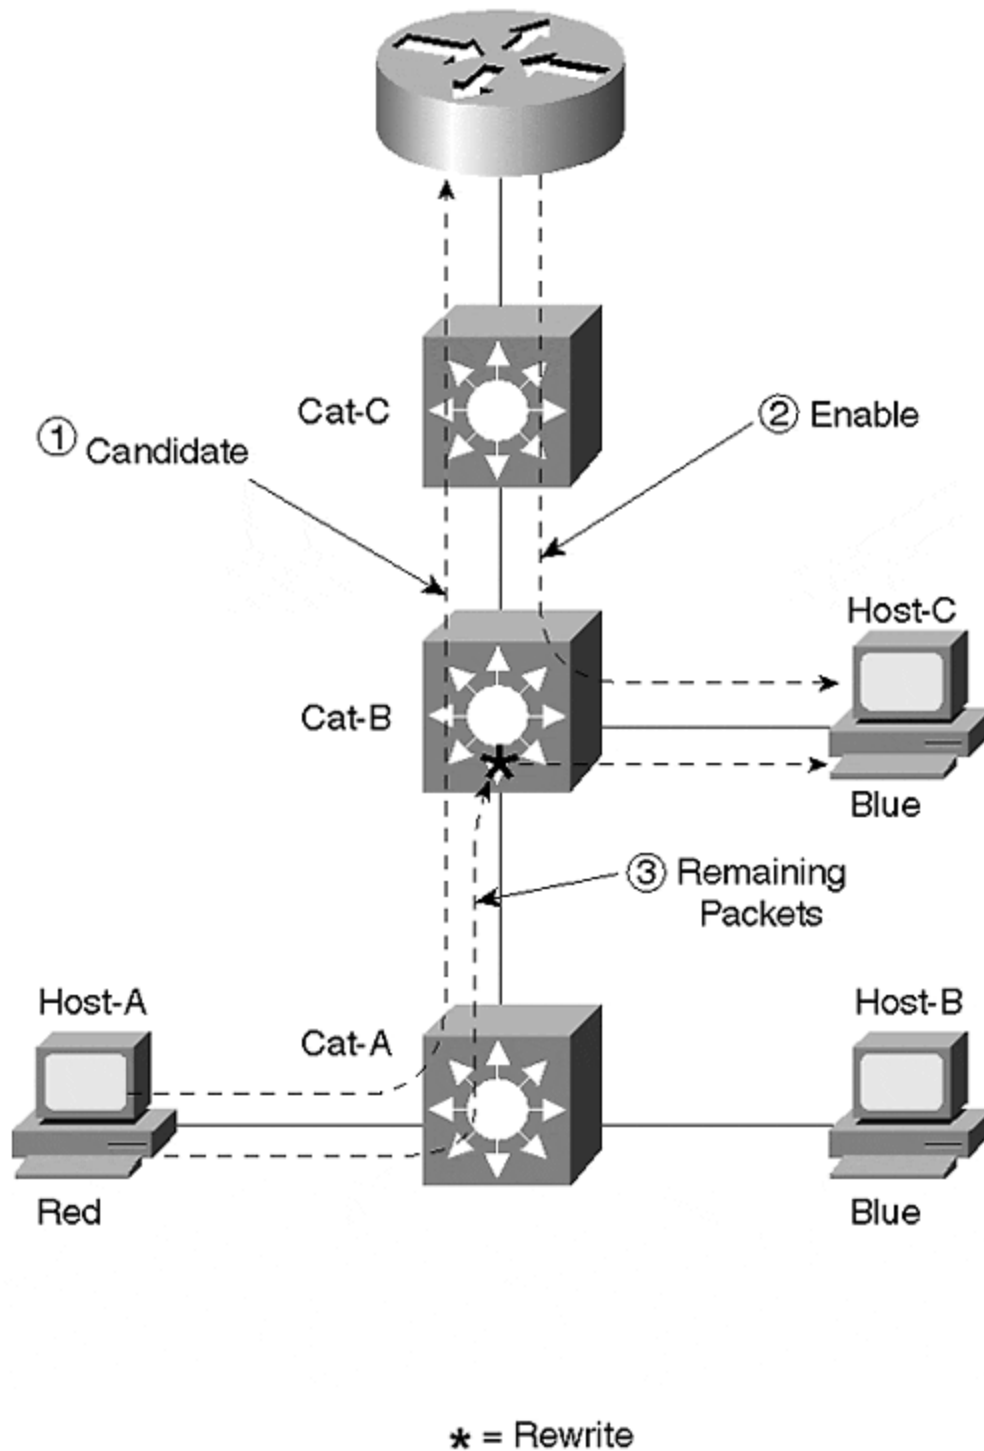 Cat-C
① Candidate
② Enable
Host-C
Cat-B
Blue
③ Remaining
Packets
Host-A
Cat-A
Host-B
Red
Blue
* = Rewrite